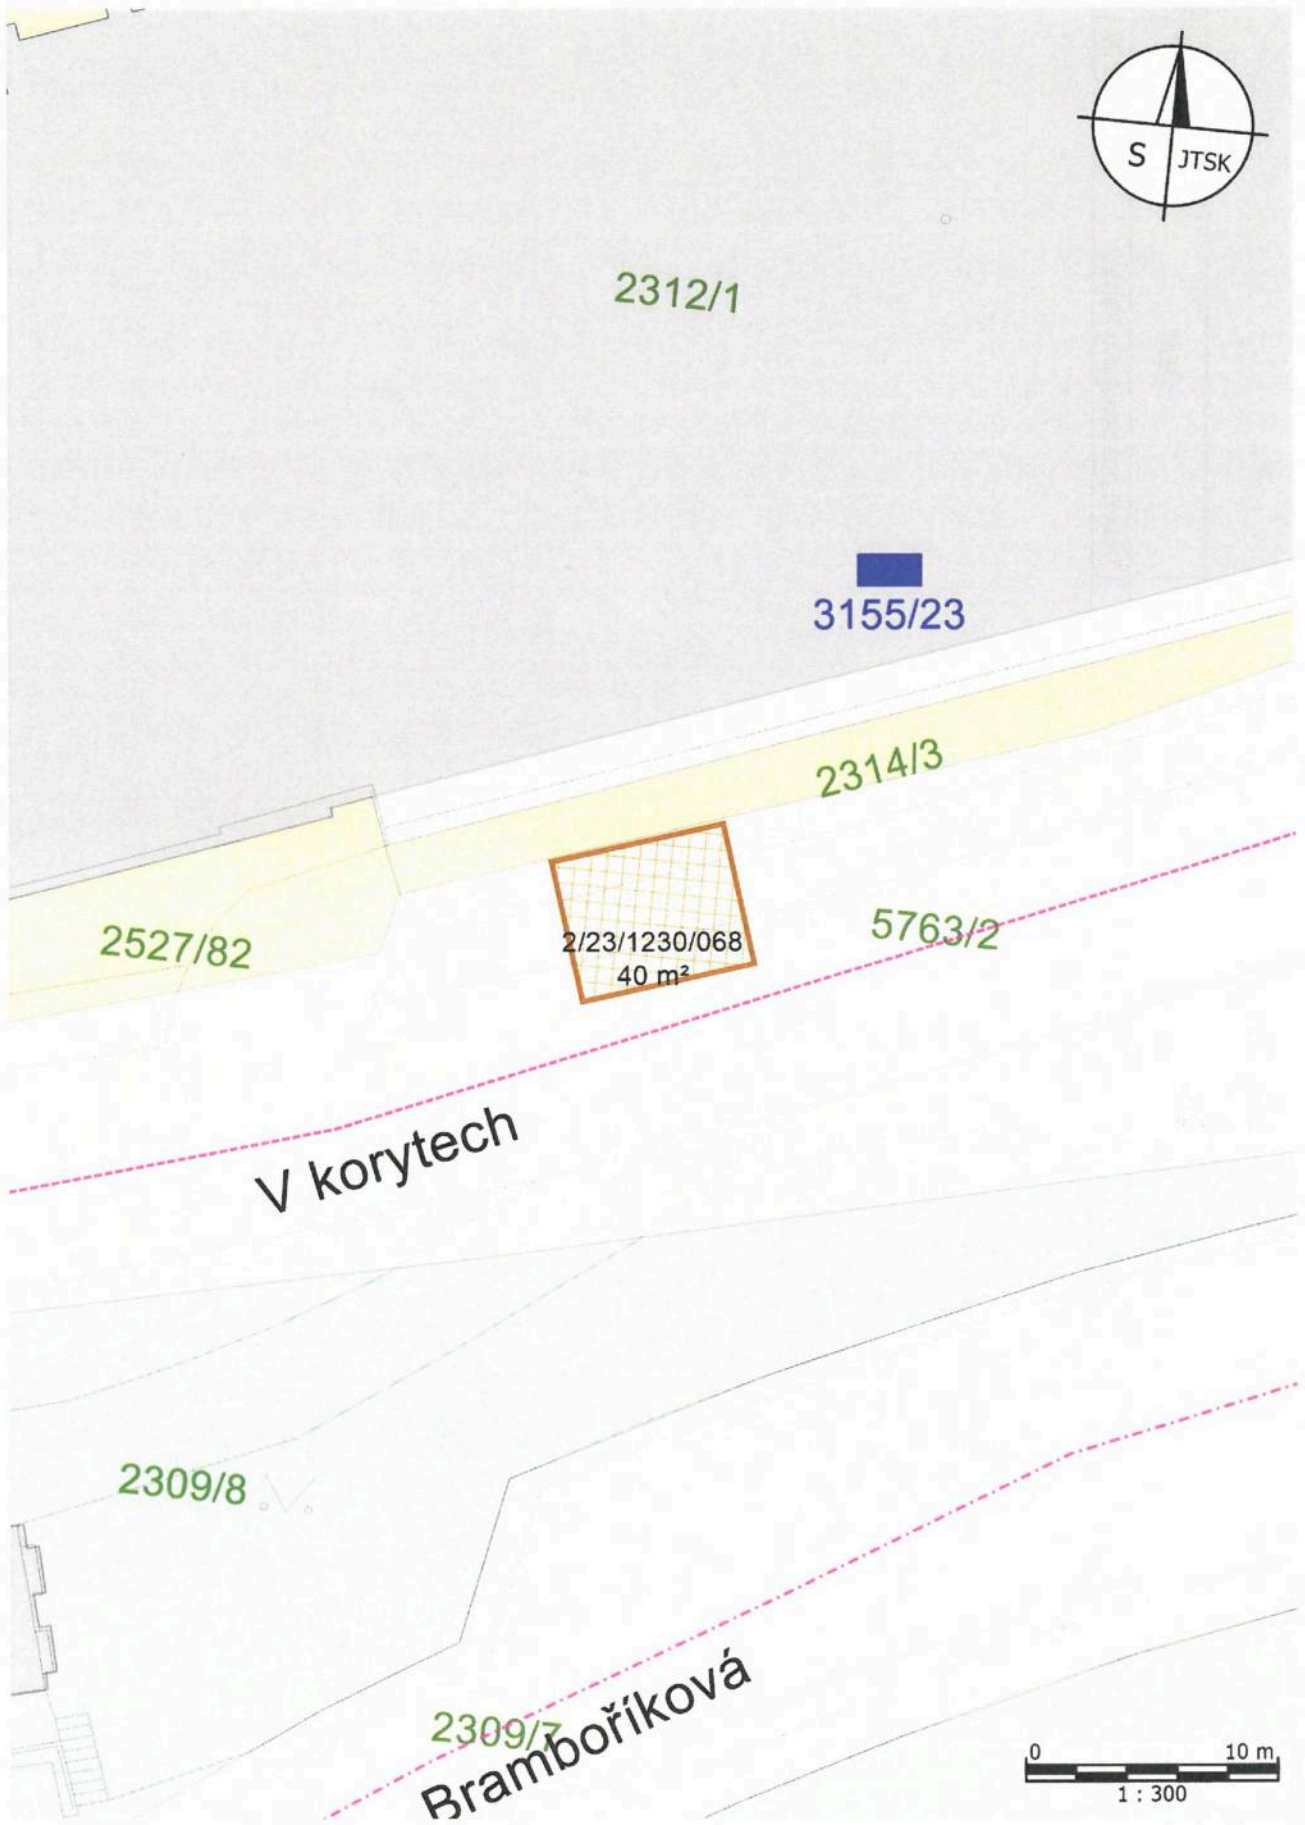 S JTSK
2312/1
3155/23
2314/3
5763/2
2527/82
2/23/1230/068
40 m²
V korytech
2309/8
2309/7
Bramboříková
0 10 m
1 : 300